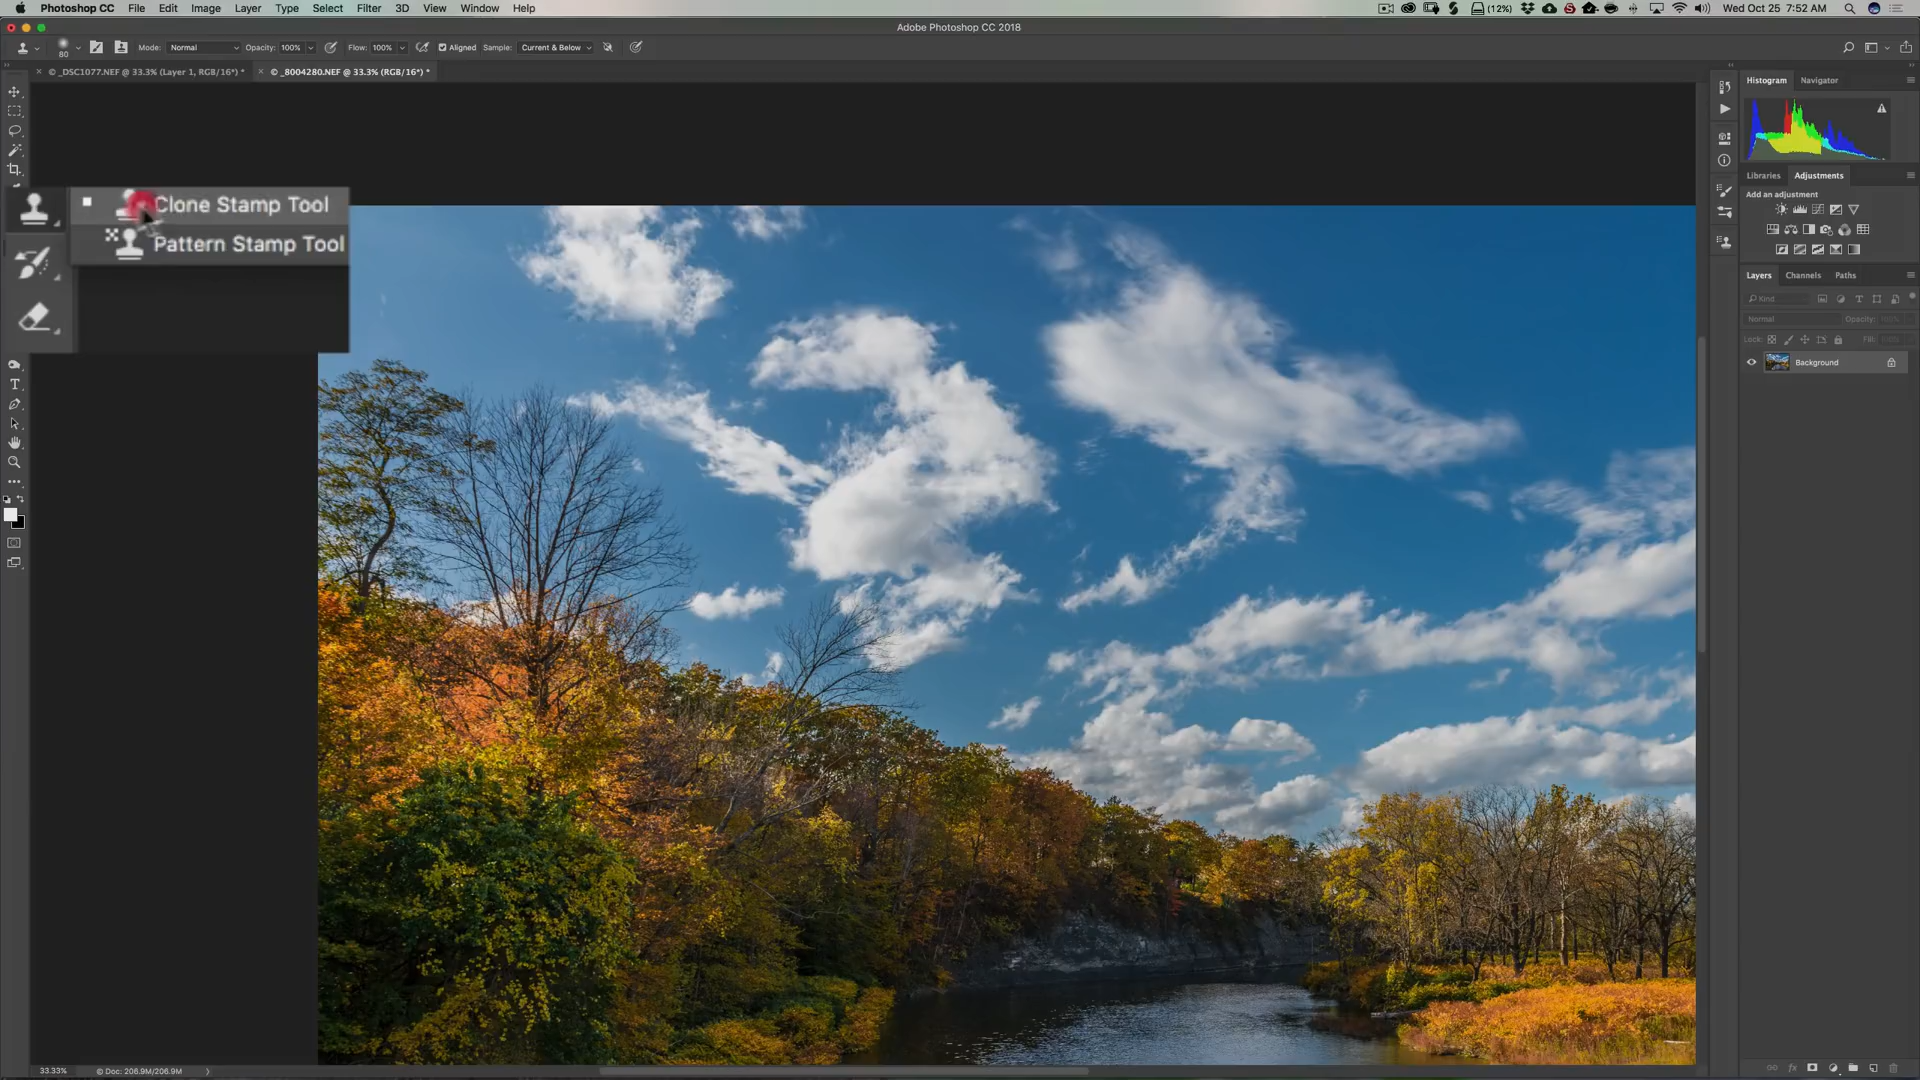 Photoshop CC File Edit Image Layer Type Select Filter 3D View Window Help (12%) Wed Oct 25 7:52 AM
Adobe Photoshop CC 2018
80 Mode: Normal Opacity: 100% Flow: 100% Aligned Sample: Current & Below
× © _DSC1077.NEF @ 33.3% (Layer 1, RGB/16*) * × © _8004280.NEF @ 33.3% (RGB/16*) *
Histogram Navigator
Libraries Adjustments
Add an adjustment
Clone Stamp Tool
Pattern Stamp Tool
Layers Channels Paths
Kind
Normal Opacity:
Lock: Fill:
Background
33.33% © Doc: 206.9M/206.9M